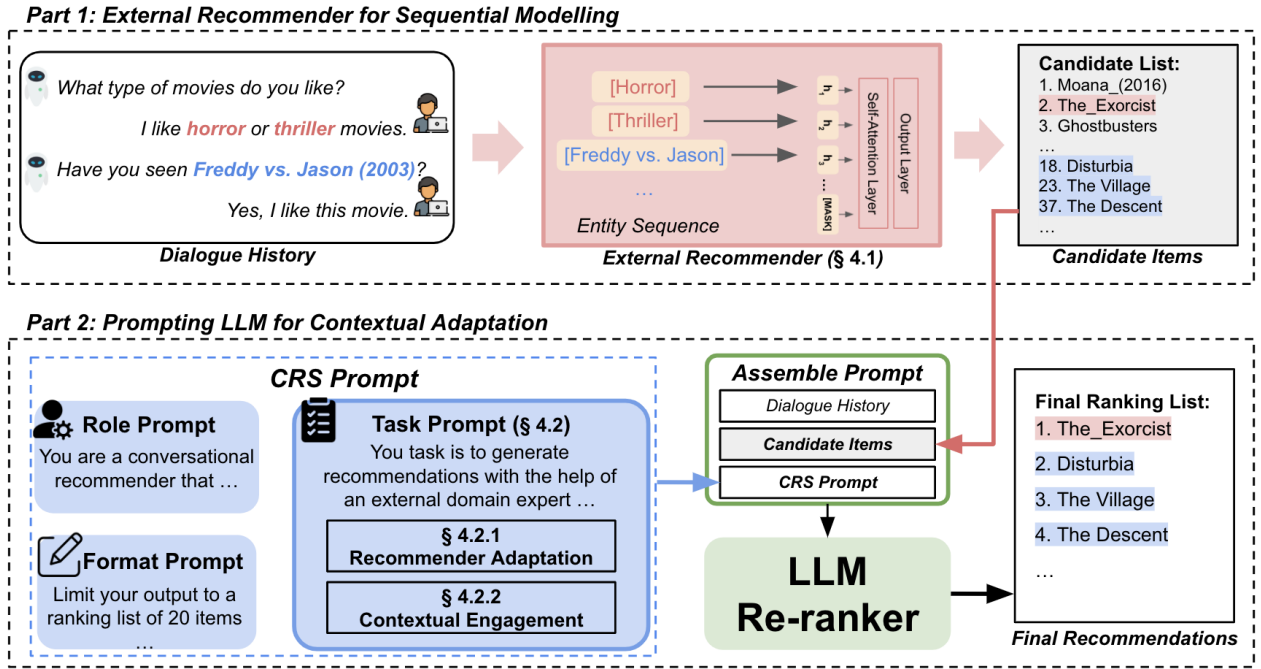 Part 1: External Recommender for Sequential Modelling
What type of movies do you like?
I like horror or thriller movies.
Have you seen Freddy vs. Jason (2003)?
Yes, I like this movie.
Dialogue History
[Horror]
[Thriller]
[Freddy vs. Jason]
...
Entity Sequence
h1
h2
h3
...
[MASK]
Self-Attention Layer
Output Layer
External Recommender (§ 4.1)
Candidate List:
1. Moana_(2016)
2. The_Exorcist
3. Ghostbusters
...
18. Disturbia
23. The Village
37. The Descent
...
Candidate Items
Part 2: Prompting LLM for Contextual Adaptation
CRS Prompt
Role Prompt
You are a conversational
recommender that ...
Format Prompt
Limit your output to a
ranking list of 20 items
...
Task Prompt (§ 4.2)
You task is to generate
recommendations with the help of
an external domain expert ...
§ 4.2.1
Recommender Adaptation
§ 4.2.2
Contextual Engagement
Assemble Prompt
Dialogue History
Candidate Items
CRS Prompt
LLM
Re-ranker
Final Ranking List:
1. The_Exorcist
2. Disturbia
3. The Village
4. The Descent
...
Final Recommendations